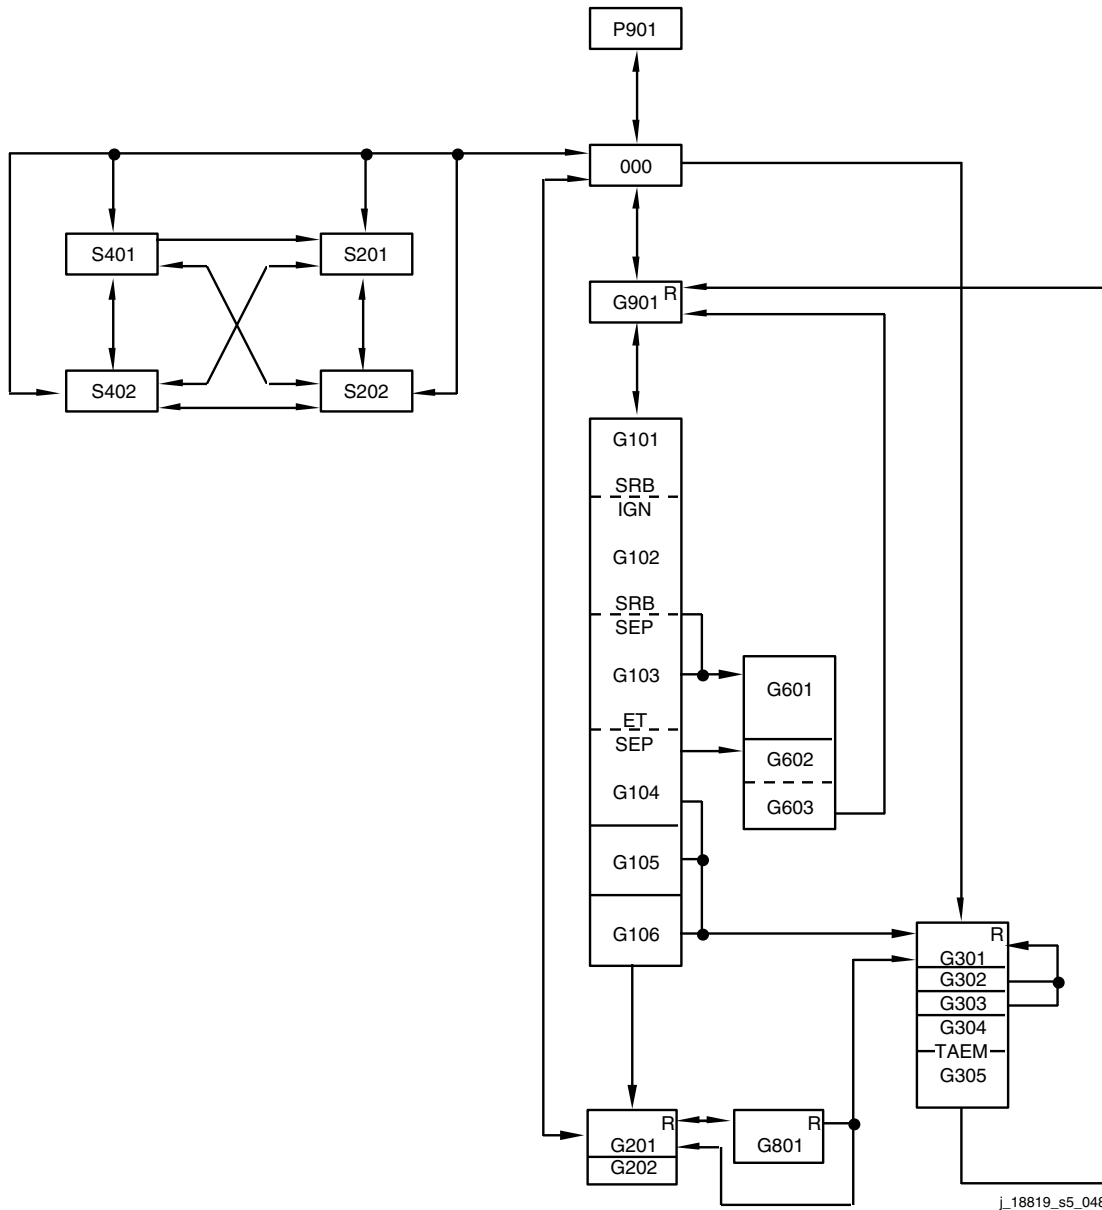 P901
000
S401
S201
G901 R
S402
S202
G101
SRB
IGN
G102
SRB
SEP
G103
ET
SEP
G104
G105
G106
G601
G602
G603
R
G301
G302
G303
G304
TAEM
G305
R
G201
G202
R
G801
j_18819_s5_048